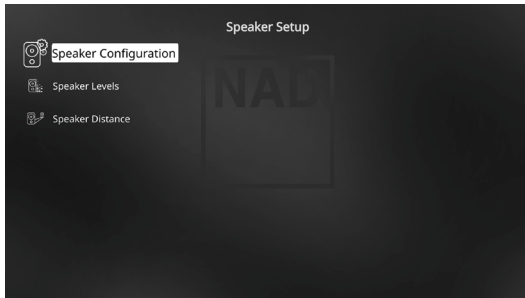 Speaker Setup
Speaker Configuration
NAD
Speaker Levels
Speaker Distance